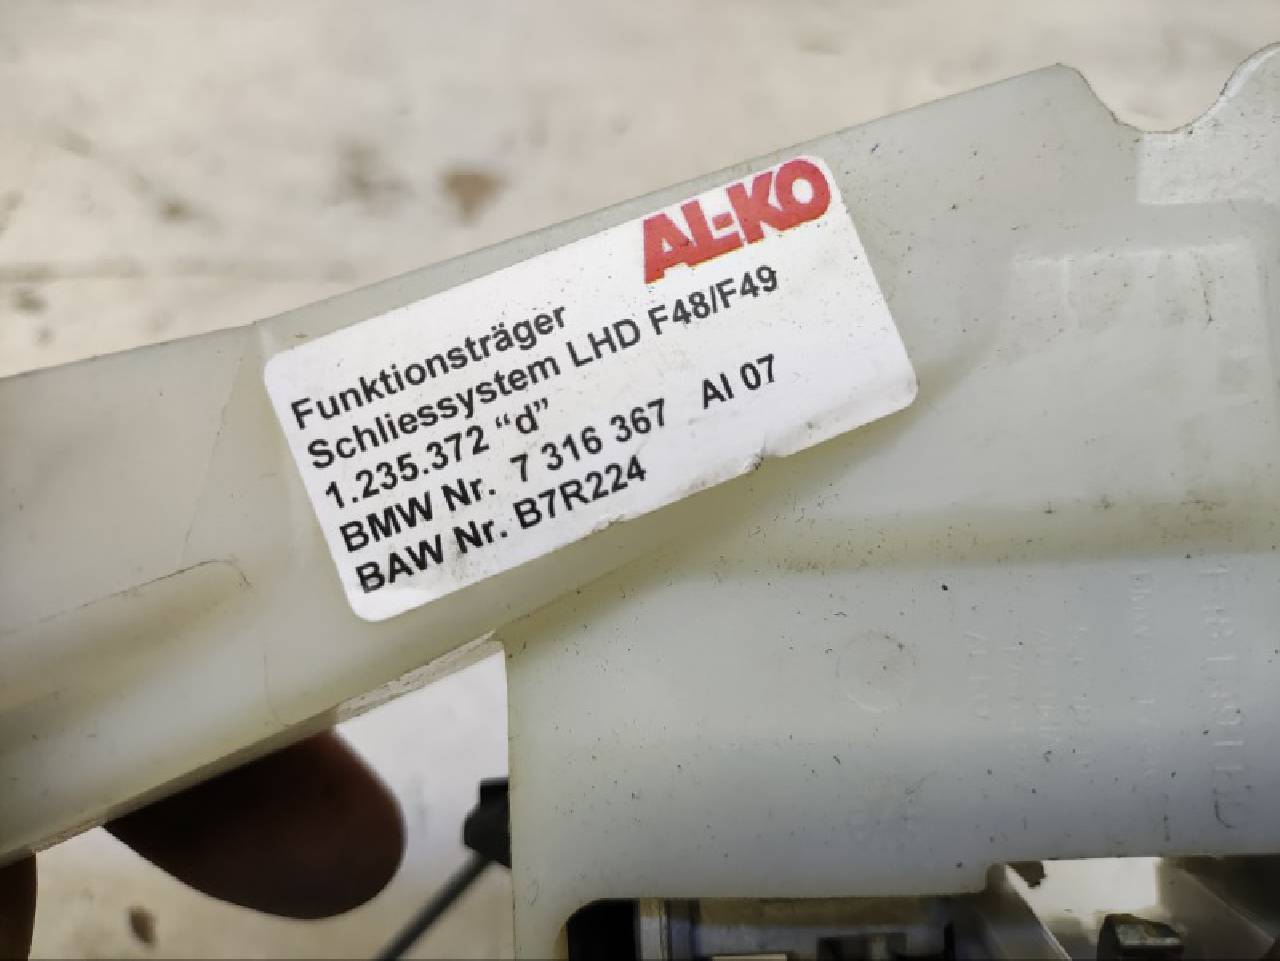 AL-KO
Funktionsträger
Schliessystem LHD F48/F49
1.235.372 “d”
BMW Nr. 7 316 367 AI 07
BAW Nr. B7R224